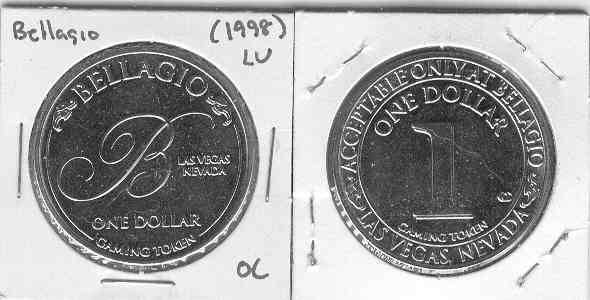 Bellagio
(1998)
LU
BELLAGIO
B
LAS VEGAS
NEVADA
ONE DOLLAR
GAMING TOKEN
OC
ACCEPTABLE ONLY AT BELLAGIO
ONE DOLLAR
1
GAMING TOKEN
LAS VEGAS, NEVADA